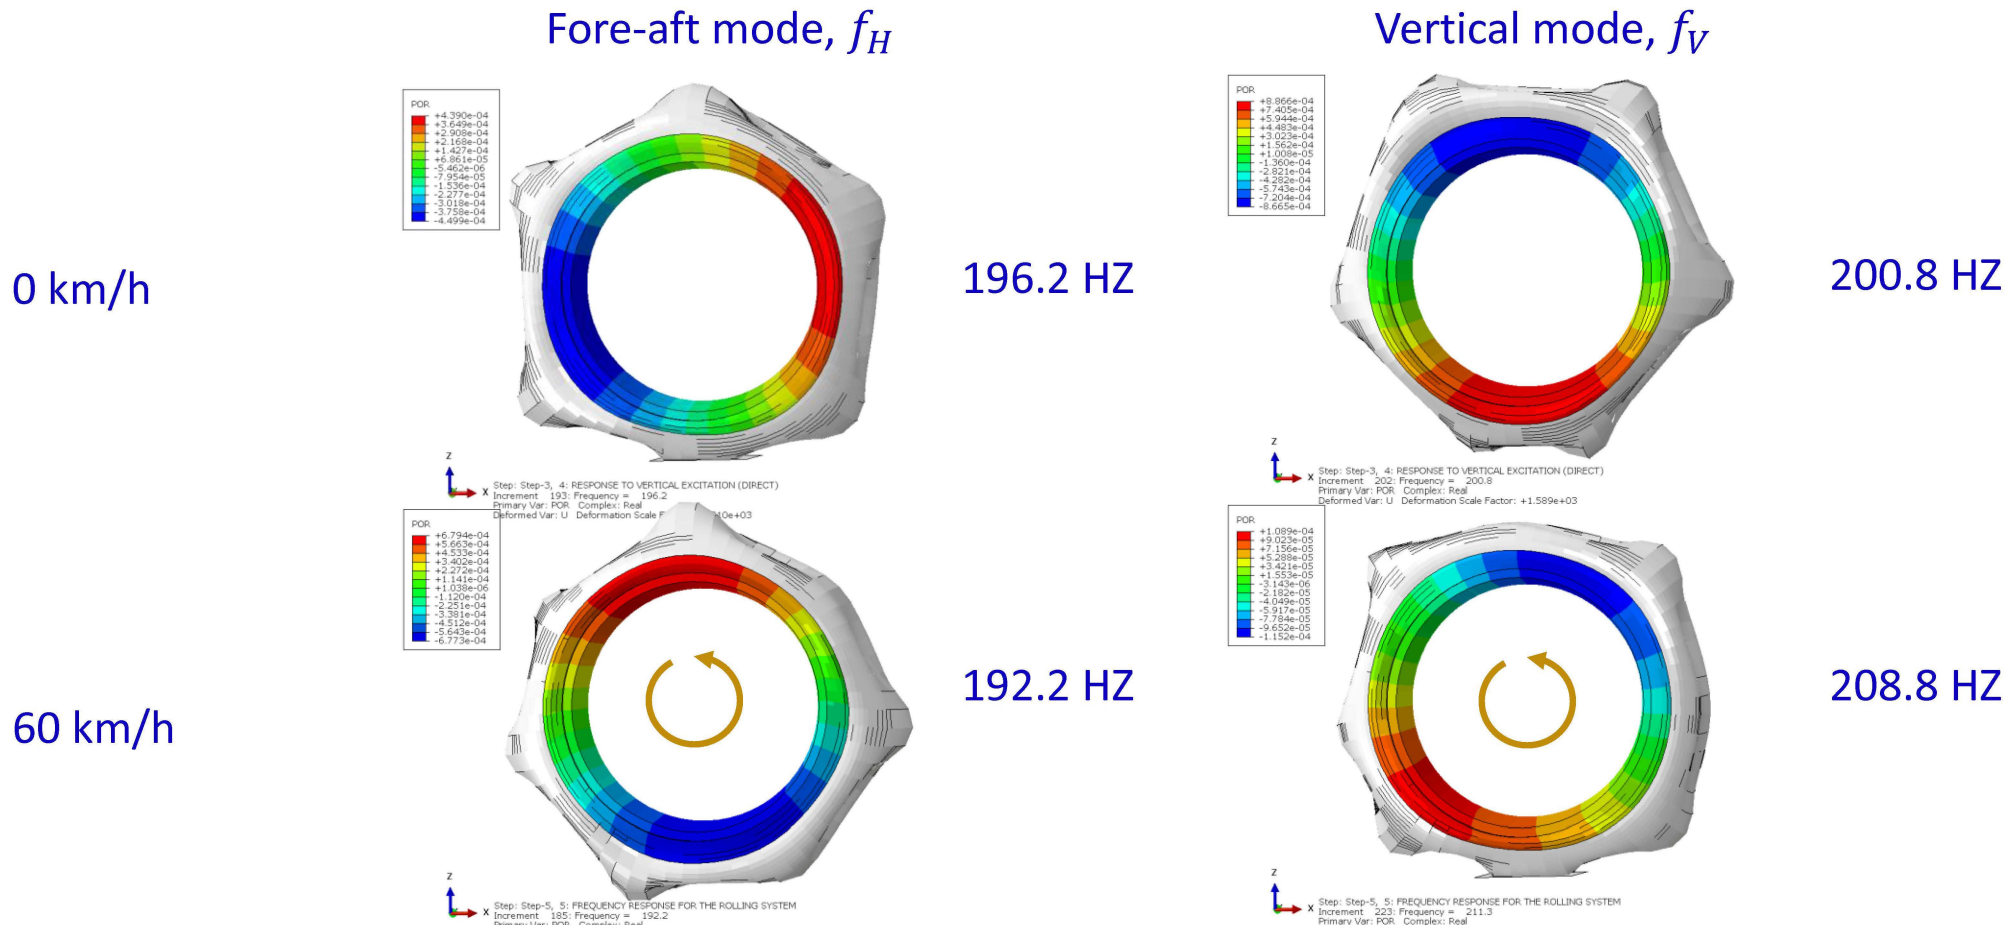 Fore-aft mode, f_H
Vertical mode, f_V
0 km/h
POR
+4.390e-04
+3.649e-04
+2.908e-04
+2.168e-04
+1.427e-04
+6.861e-05
-5.462e-06
-7.954e-05
-1.536e-04
-2.277e-04
-3.018e-04
-3.758e-04
-4.499e-04
196.2 HZ
Z
X
Step: Step-3, 4: RESPONSE TO VERTICAL EXCITATION (DIRECT)
Increment 193: Frequency = 196.2
Primary Var: POR Complex: Real
Deformed Var: U Deformation Scale
POR
+8.866e-04
+7.405e-04
+5.944e-04
+4.483e-04
+3.023e-04
+1.562e-04
+1.008e-05
-1.360e-04
-2.821e-04
-4.282e-04
-5.743e-04
-7.204e-04
-8.665e-04
200.8 HZ
Z
X
Step: Step-3, 4: RESPONSE TO VERTICAL EXCITATION (DIRECT)
Increment 202: Frequency = 200.8
Primary Var: POR Complex: Real
Deformed Var: U Deformation Scale Factor: +1.589e+03
60 km/h
POR
+6.794e-04
+5.663e-04
+4.533e-04
+3.402e-04
+2.272e-04
+1.141e-04
+1.038e-06
-1.120e-04
-2.251e-04
-3.381e-04
-4.512e-04
-5.643e-04
-6.773e-04
192.2 HZ
Z
X
Step: Step-5, 5: FREQUENCY RESPONSE FOR THE ROLLING SYSTEM
Increment 185: Frequency = 192.2
Primary Var: POR Complex: Real
POR
+1.089e-04
+9.023e-05
+7.156e-05
+5.288e-05
+3.421e-05
+1.553e-05
-3.143e-06
-2.182e-05
-4.049e-05
-5.917e-05
-7.784e-05
-9.652e-05
-1.152e-04
208.8 HZ
Z
X
Step: Step-5, 5: FREQUENCY RESPONSE FOR THE ROLLING SYSTEM
Increment 223: Frequency = 211.3
Primary Var: POR Complex: Real